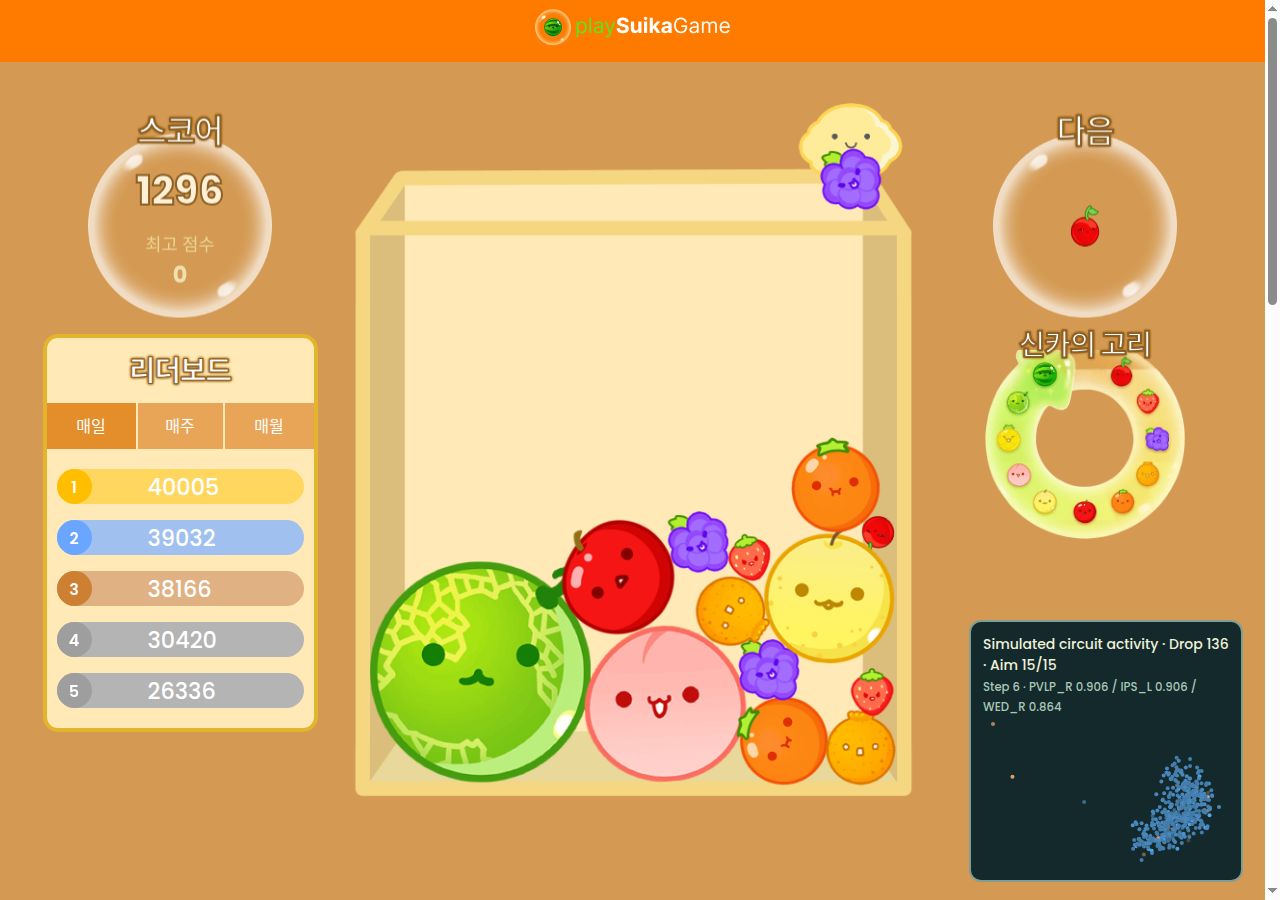 playSuikaGame
스코어
1296
최고 점수
0
다음
신카의 고리
리더보드
매일 매주 매월
1 40005
2 39032
3 38166
4 30420
5 26336
Simulated circuit activity · Drop 136
· Aim 15/15
Step 6 · PVLP_R 0.906 / IPS_L 0.906 /
WED_R 0.864